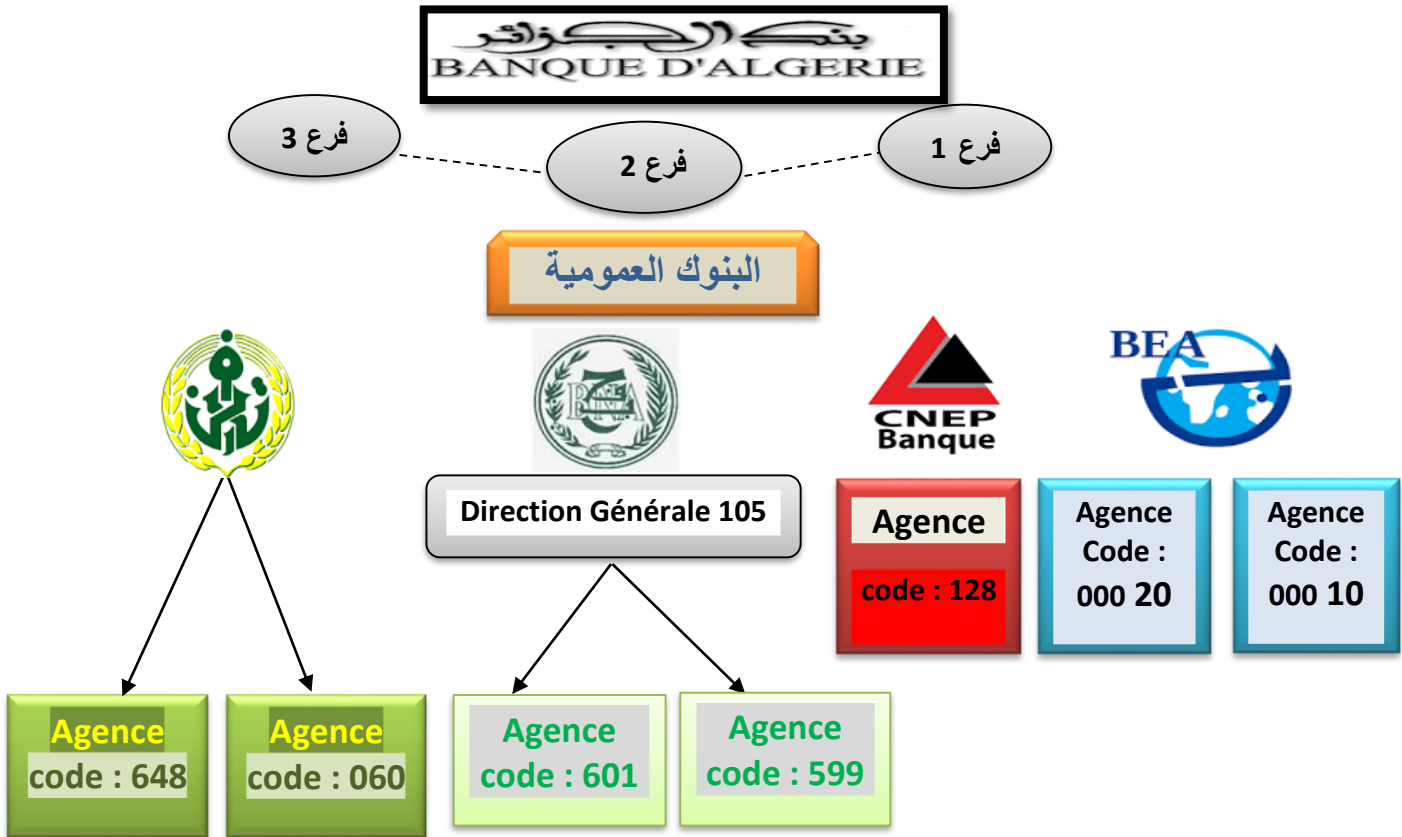 بنك الجزائر
BANQUE D'ALGERIE
فرع 1
فرع 2
فرع 3
البنوك العمومية
BEA
CNEP
Banque
BNA
Direction Générale 105
Agence
code : 128
Agence
Code :
000 20
Agence
Code :
000 10
Agence
code : 648
Agence
code : 060
Agence
code : 601
Agence
code : 599